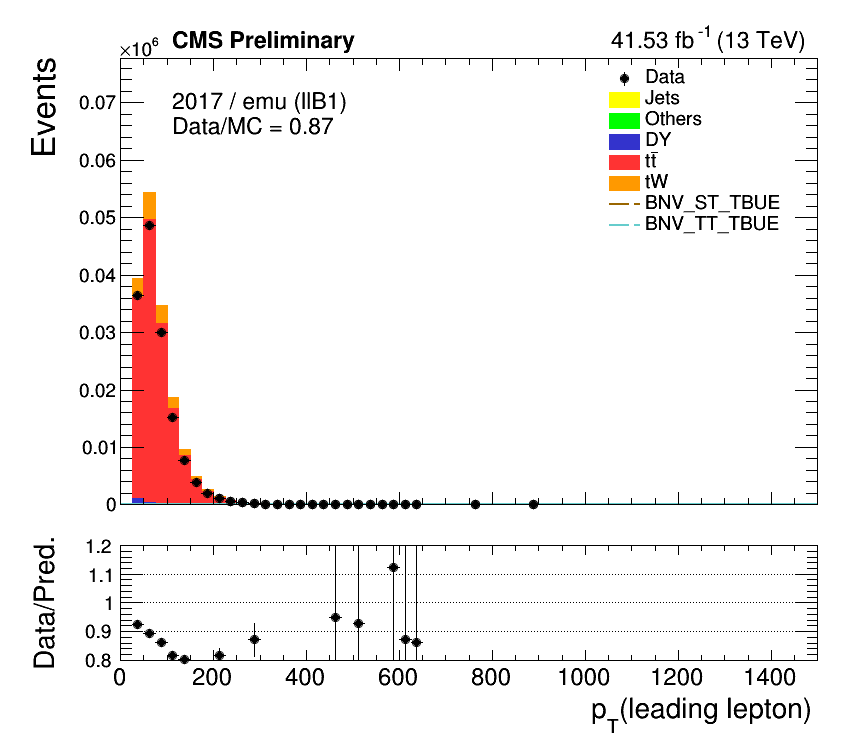 ×10⁶ CMS Preliminary 41.53 fb⁻¹ (13 TeV)
Events
2017 / emu (llB1)
Data/MC = 0.87
Data
Jets
Others
DY
tt̄
tW
BNV_ST_TBUE
BNV_TT_TBUE
0.07
0.06
0.05
0.04
0.03
0.02
0.01
0
Data/Pred.
1.2
1.1
1
0.9
0.8
0 200 400 600 800 1000 1200 1400
p_T(leading lepton)